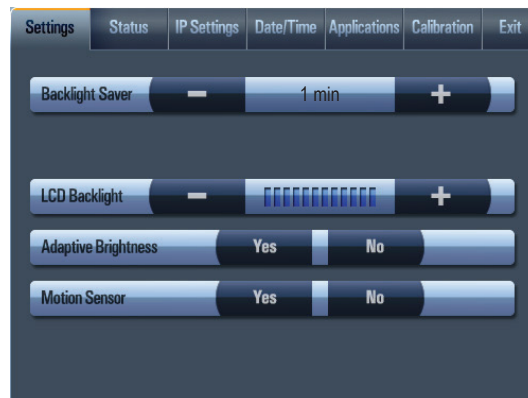 Settings Status IP Settings Date/Time Applications Calibration Exit
Backlight Saver − 1 min +
LCD Backlight − +
Adaptive Brightness Yes No
Motion Sensor Yes No